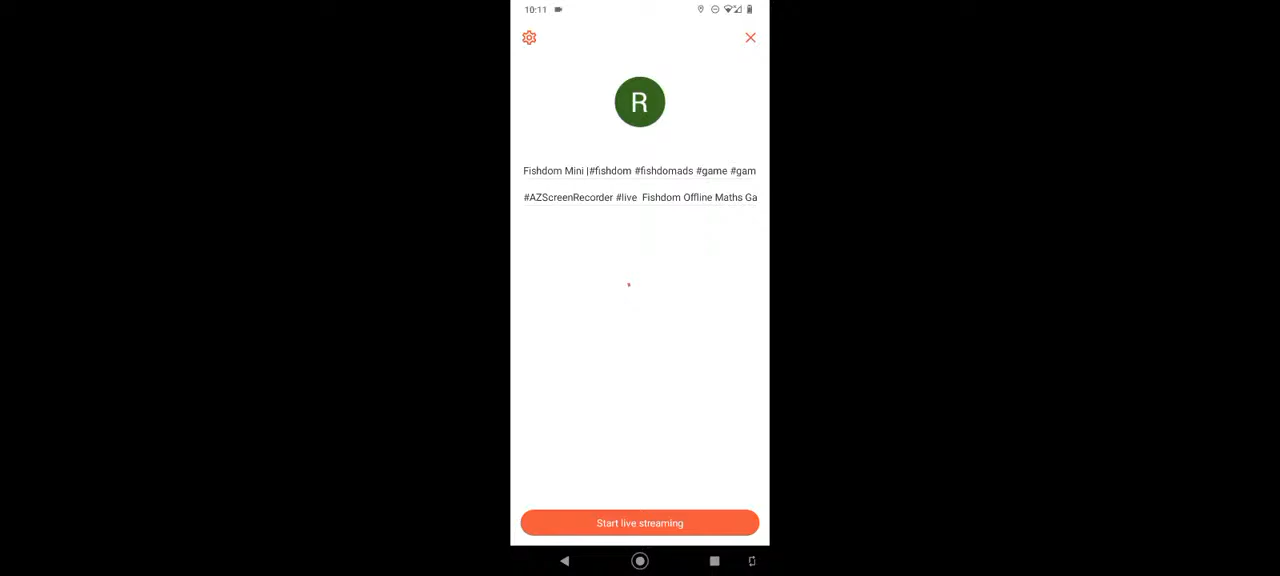 10:11
R
Fishdom Mini |#fishdom #fishdomads #game #gam
#AZScreenRecorder #live Fishdom Offline Maths Ga
Start live streaming